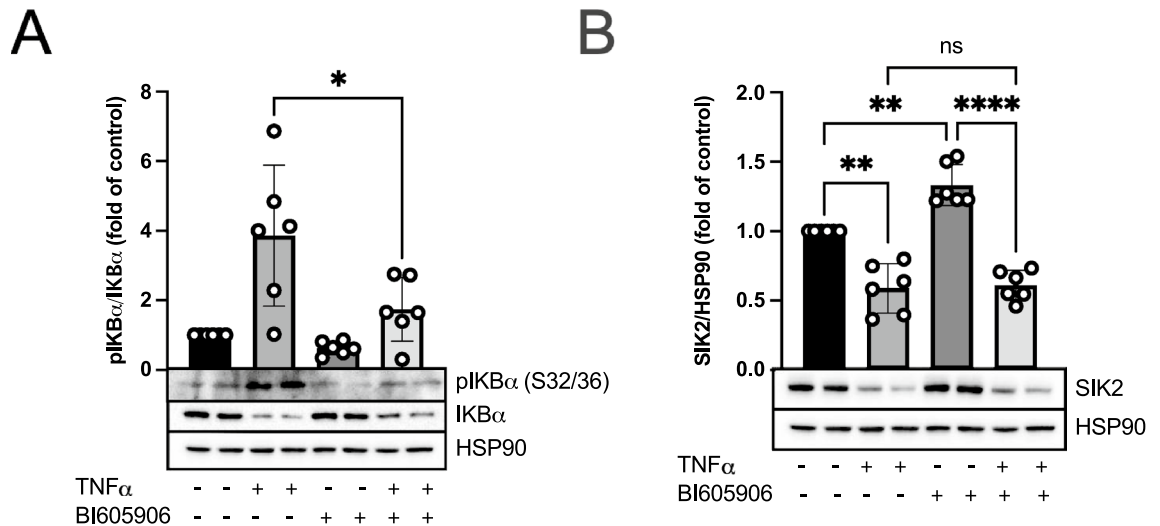 A
B
pIKBα/IKBα (fold of control)
8
6
4
2
0
*
pIKBα (S32/36)
IKBα
HSP90
TNFα - - + + - - + +
BI605906 - - - - + + + +
SIK2/HSP90 (fold of control)
2.0
1.5
1.0
0.5
0.0
ns
** ****
**
SIK2
HSP90
TNFα - - + + - - + +
BI605906 - - - - + + + +